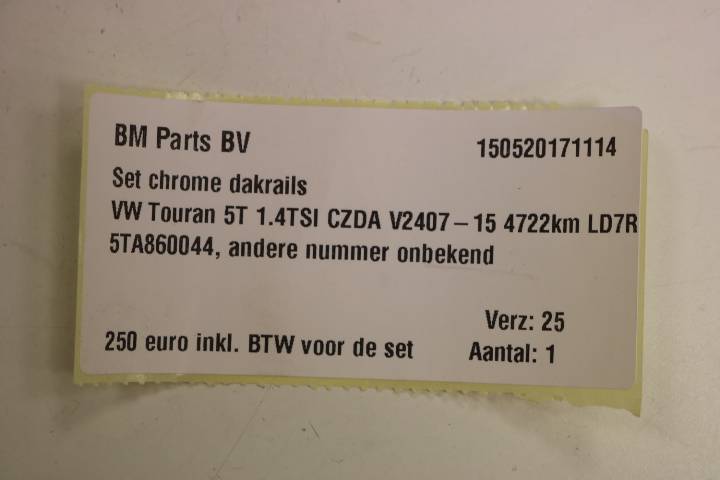 BM Parts BV 150520171114
Set chrome dakrails
VW Touran 5T 1.4TSI CZDA V2407-15 4722km LD7R
5TA860044, andere nummer onbekend
Verz: 25
250 euro inkl. BTW voor de set Aantal: 1